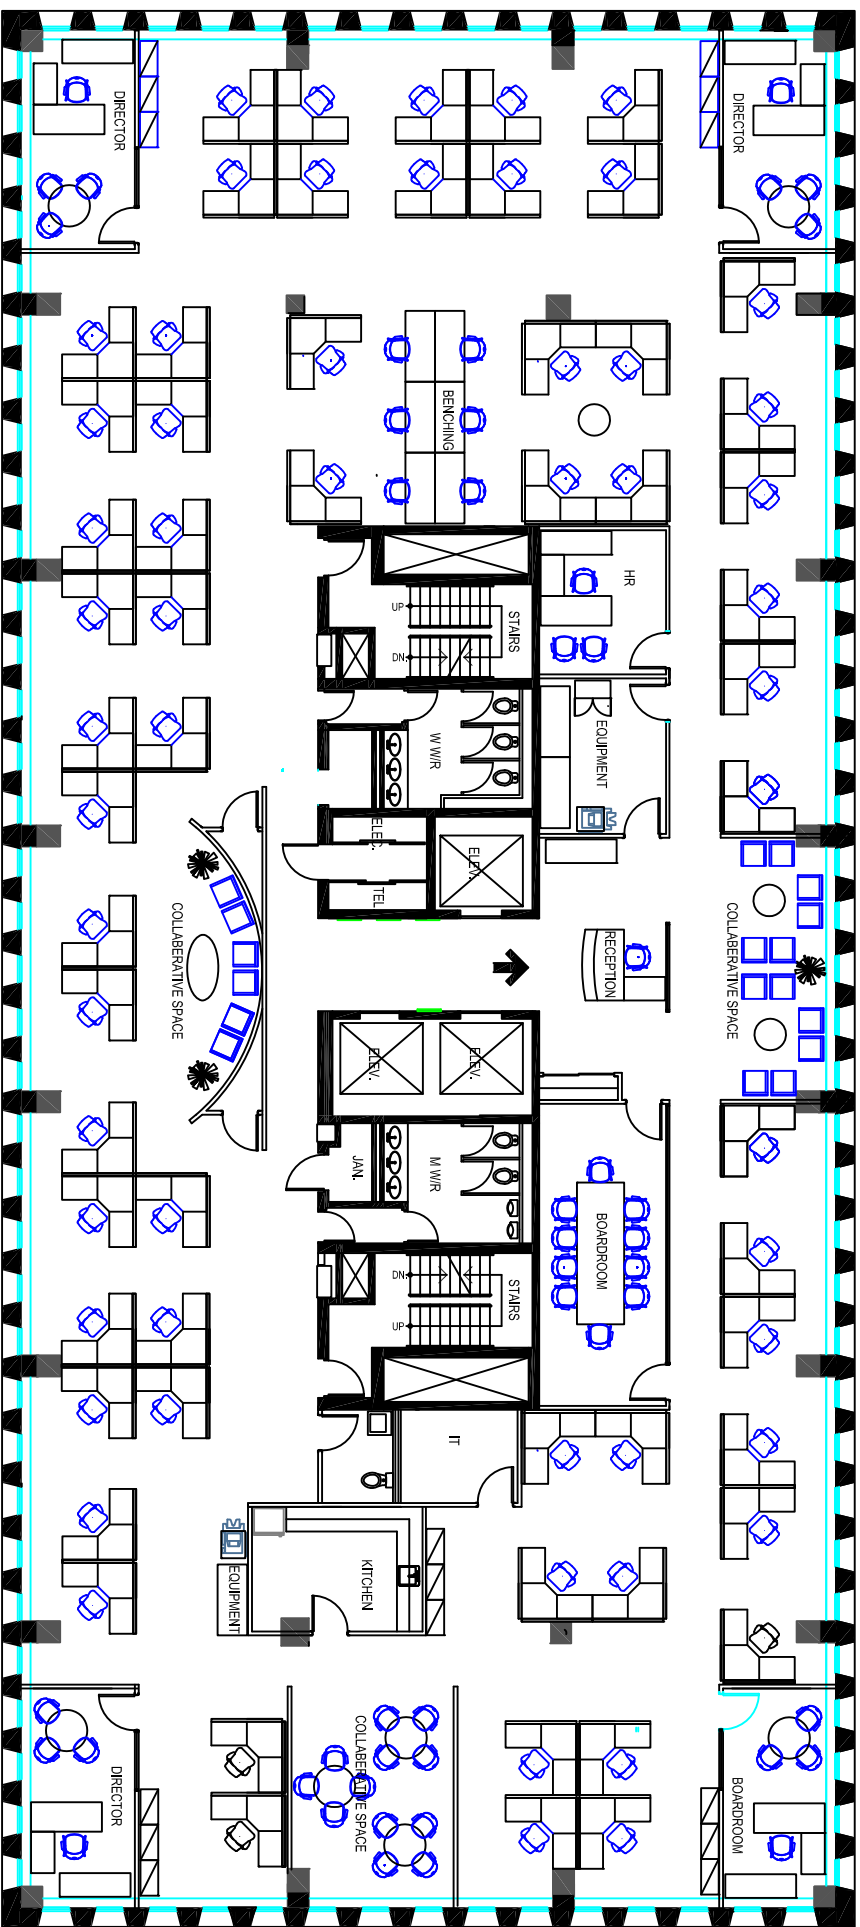 DIRECTOR
DIRECTOR
BENCHING
HR
UP
STAIRS
DN.
W W/R
EQUIPMENT
ELEC.
ELEV.
TEL
COLLABERATIVE SPACE
RECEPTION
COLLABERATIVE SPACE
ELEV.
ELEV.
JAN.
M W/R
BOARDROOM
DN.
STAIRS
UP
IT
KITCHEN
EQUIPMENT
COLLABERATIVE SPACE
DIRECTOR
BOARDROOM